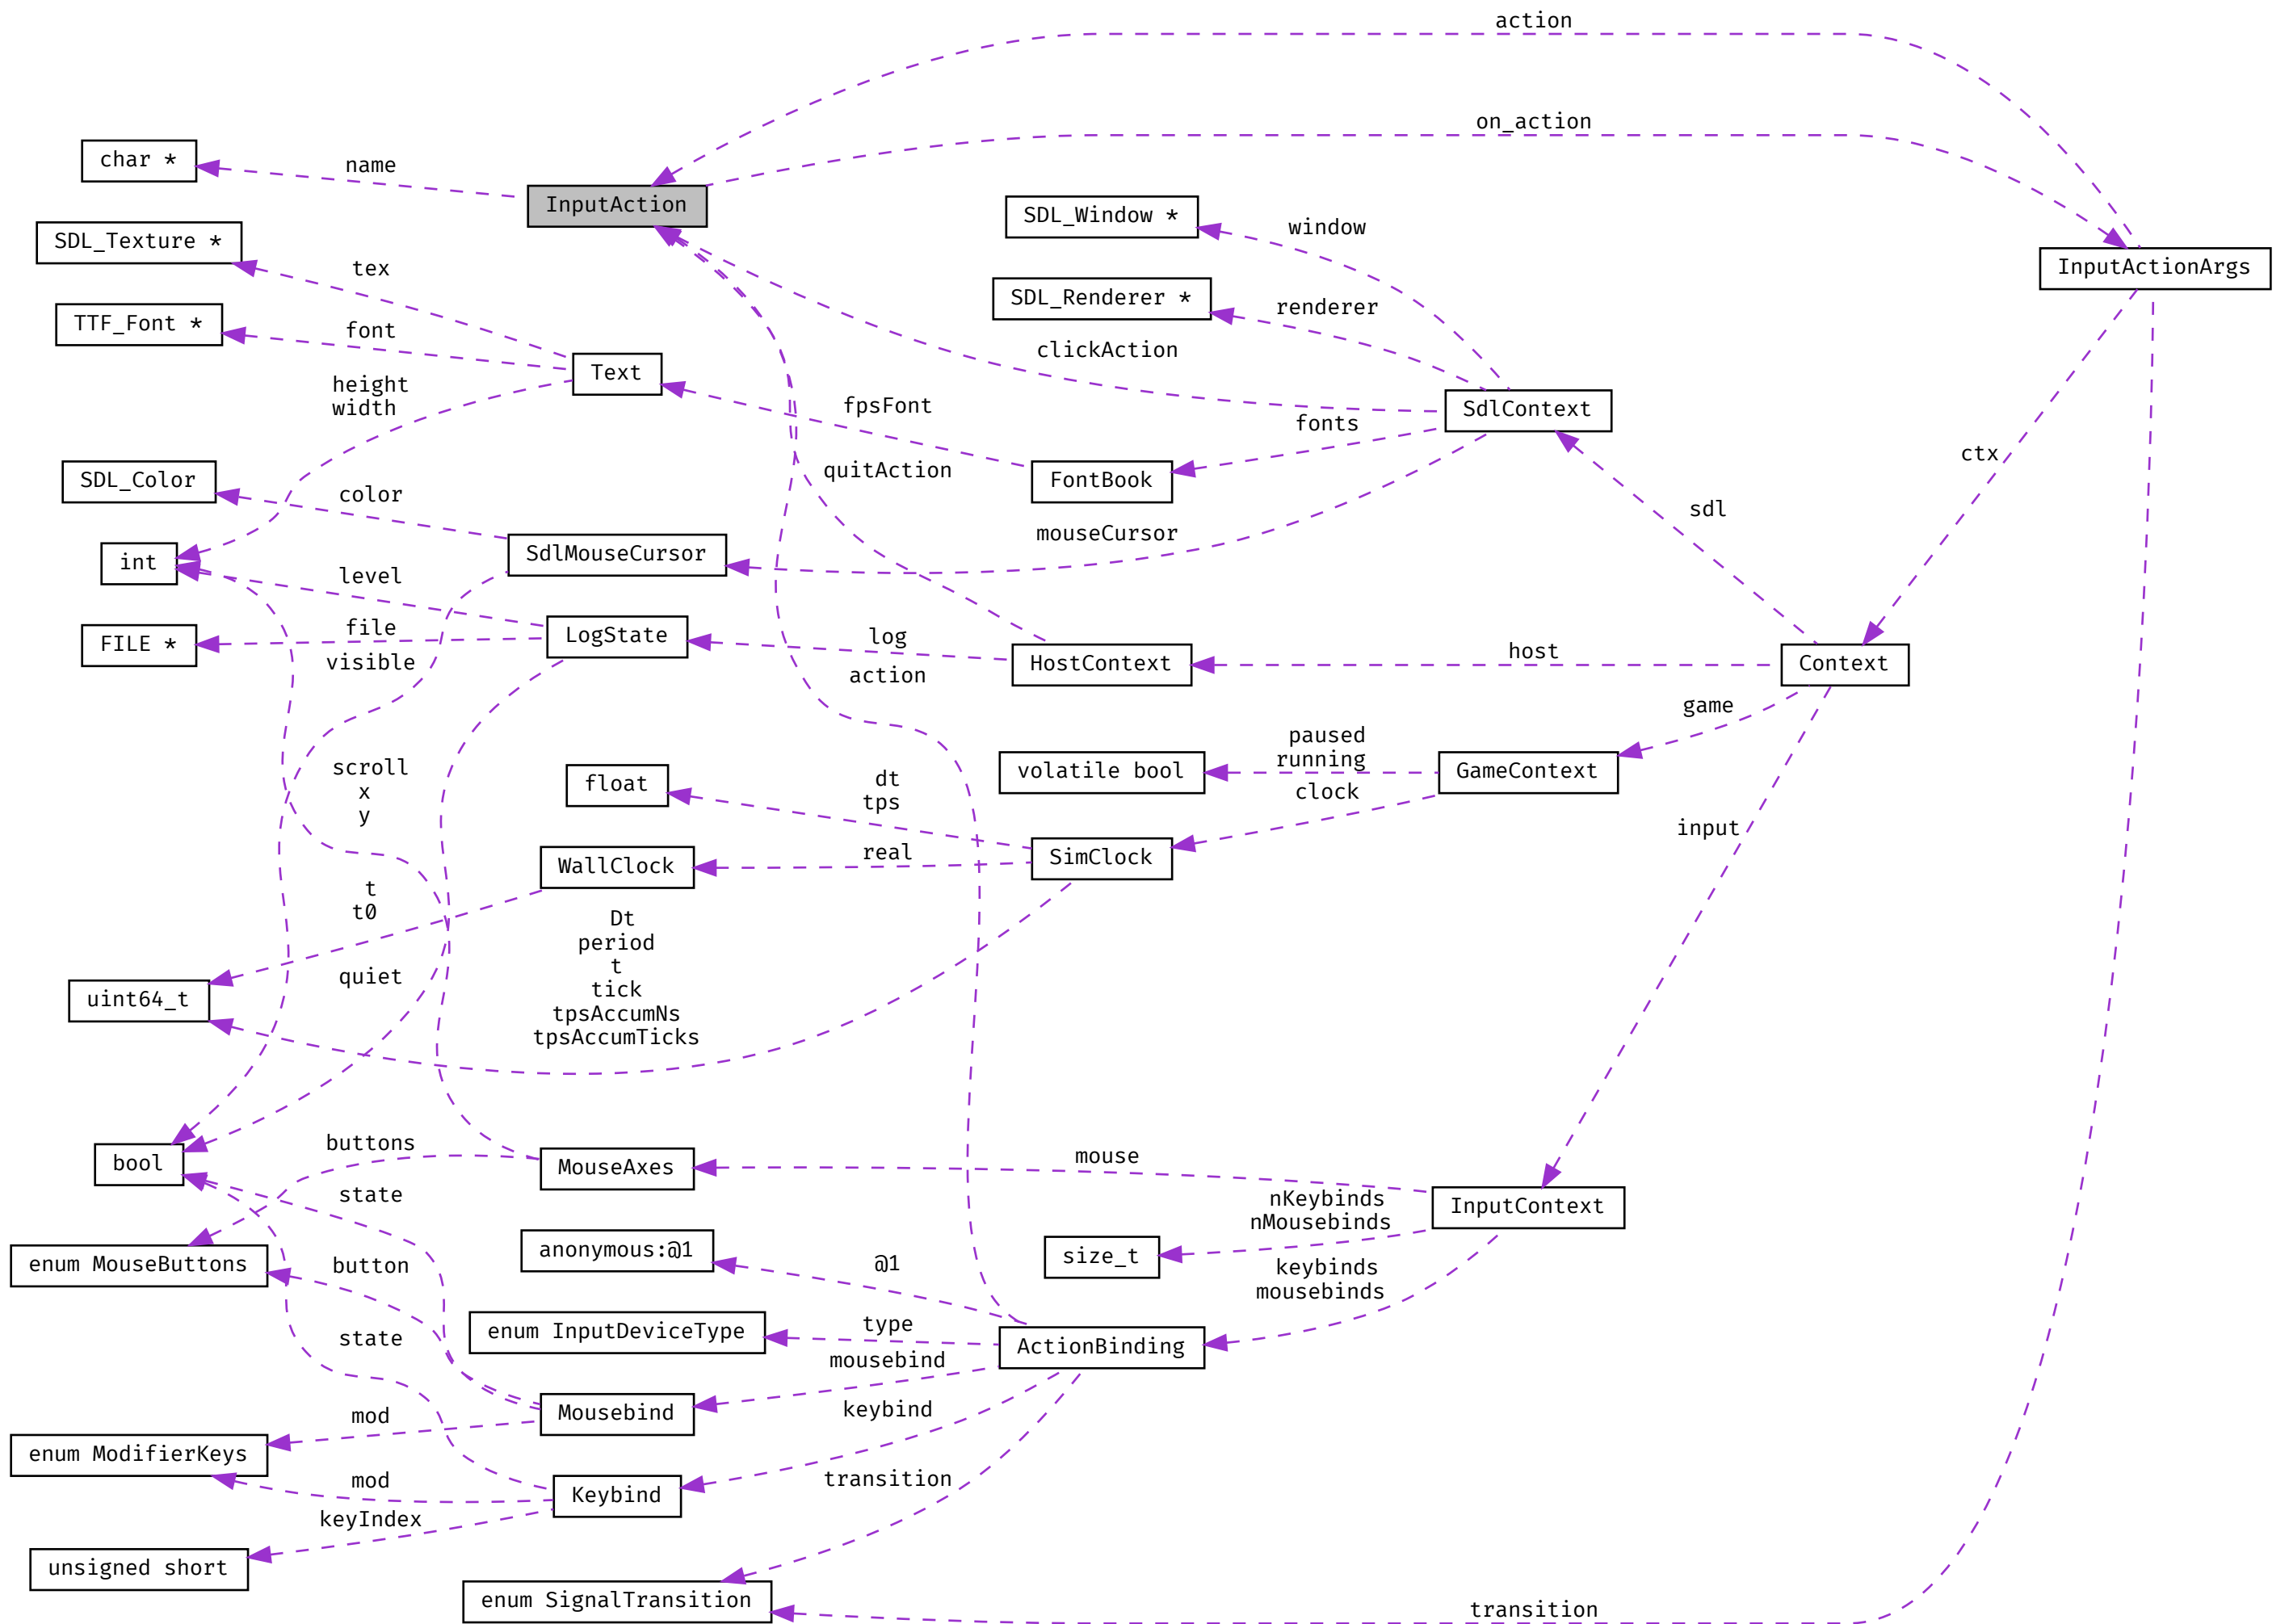 action
on_action
char *
name
InputAction
SDL_Window *
window
SDL_Texture *
InputActionArgs
tex
SDL_Renderer *
renderer
TTF_Font *
font
clickAction
Text
height
width
fpsFont
SdlContext
fonts
ctx
quitAction
SDL_Color
color
FontBook
sdl
mouseCursor
int
SdlMouseCursor
level
FILE *
file
LogState
log
visible
HostContext
host
Context
action
game
scroll
x
y
float
dt
tps
volatile bool
paused
running
GameContext
clock
input
WallClock
real
SimClock
t
t0
Dt
period
t
tick
tpsAccumNs
tpsAccumTicks
quiet
uint64_t
bool
buttons
MouseAxes
mouse
state
nKeybinds
nMousebinds
InputContext
enum MouseButtons
anonymous:@1
@1
size_t
button
keybinds
mousebinds
enum InputDeviceType
type
ActionBinding
state
mousebind
Mousebind
mod
keybind
enum ModifierKeys
mod
Keybind
transition
keyIndex
unsigned short
enum SignalTransition
transition